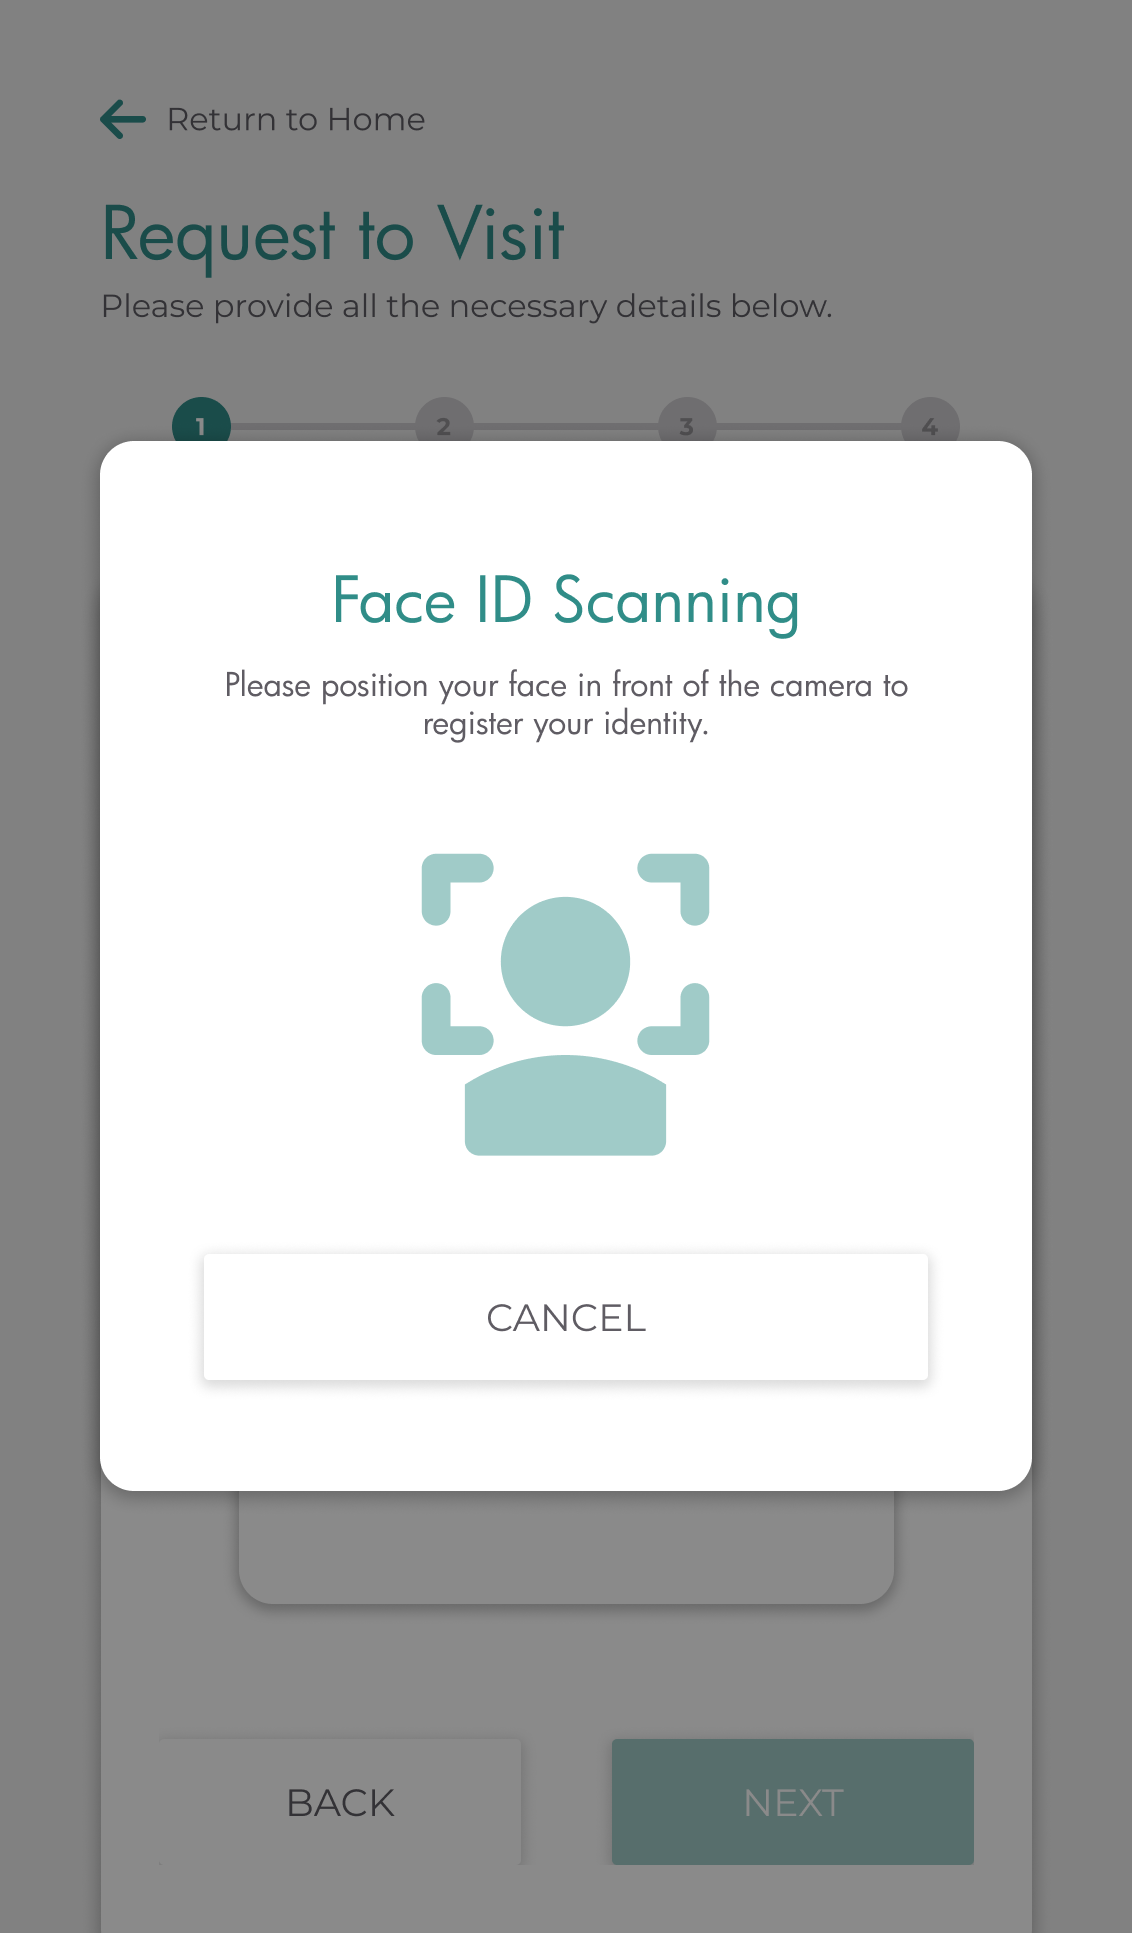 Return to Home
Request to Visit
Please provide all the necessary details below.
1 2 3 4
Face ID Scanning
Please position your face in front of the camera to
register your identity.
CANCEL
BACK NEXT